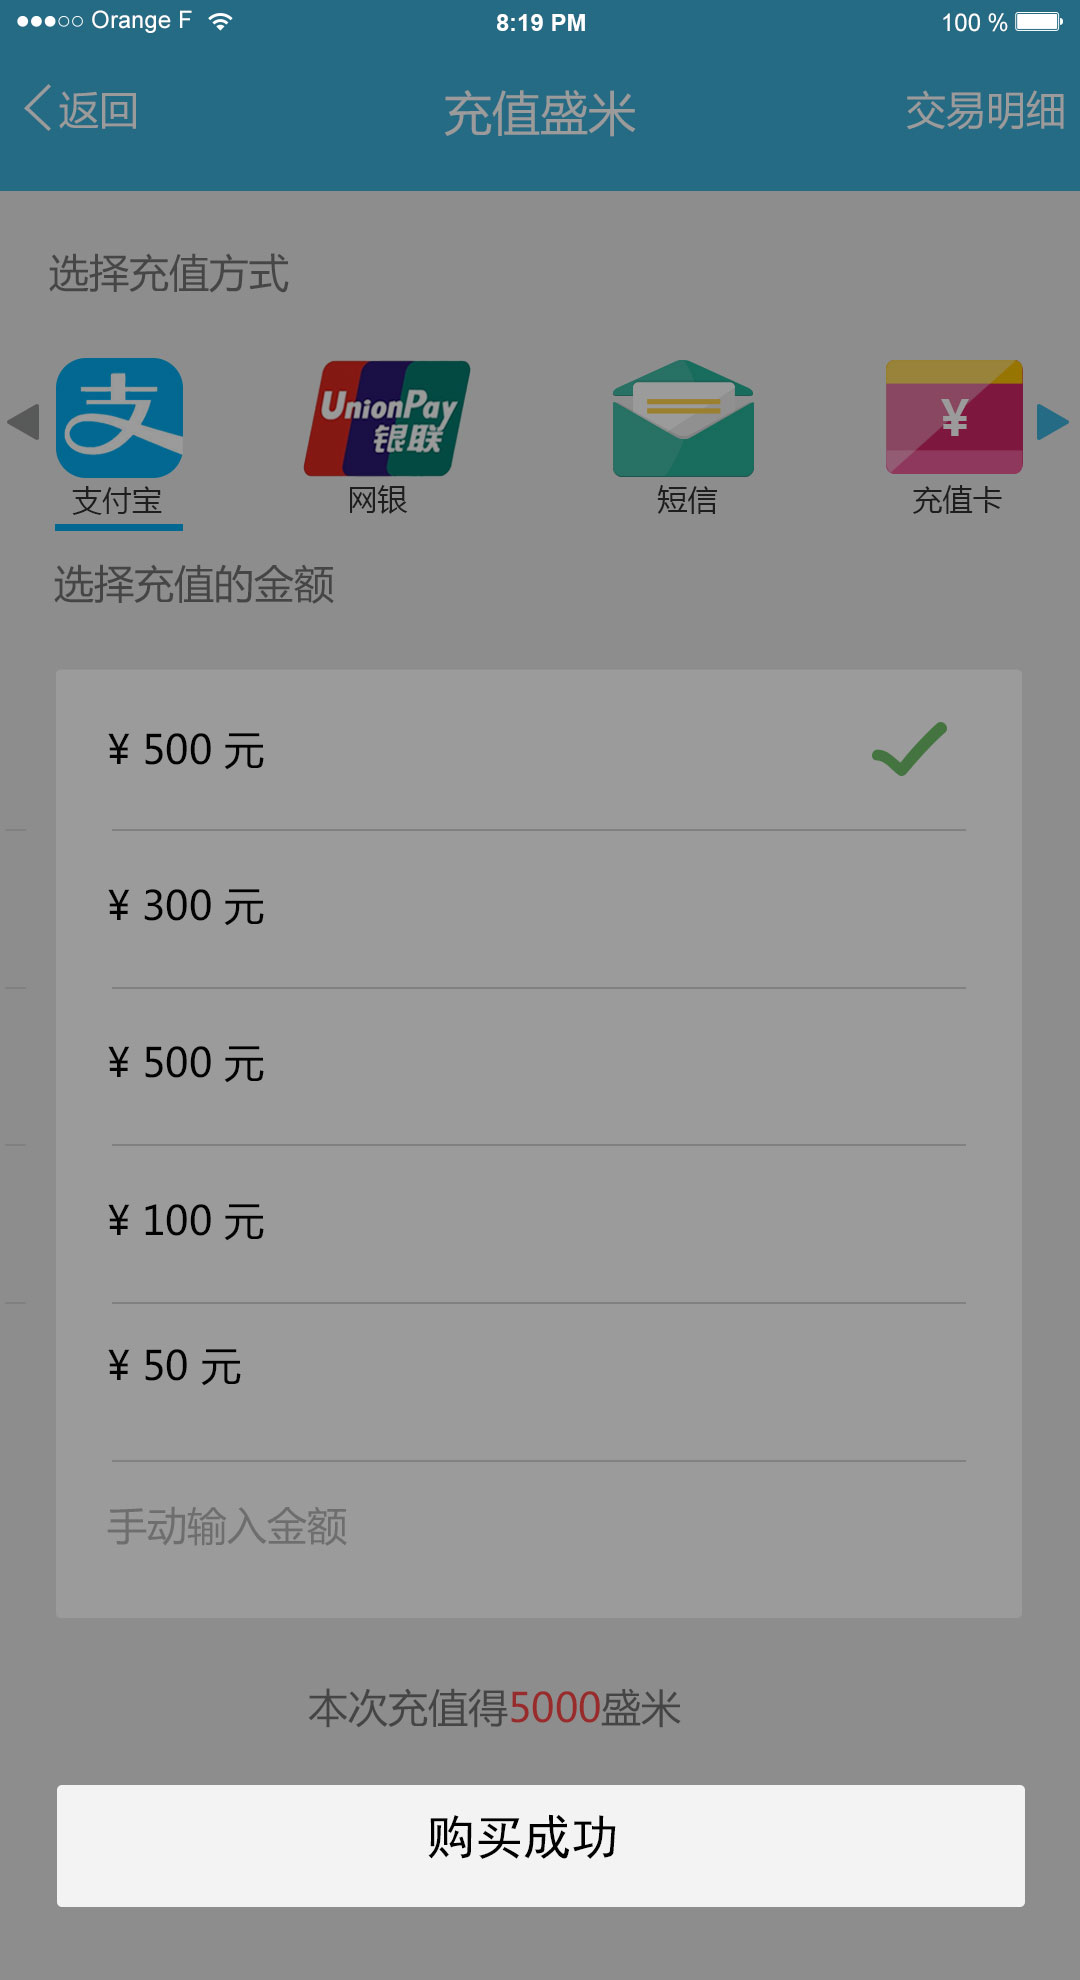 Orange F 8:19 PM 100 %
返回 充值盛米 交易明细
选择充值方式
支 UnionPay 银联 ¥
支付宝 网银 短信 充值卡
选择充值的金额
¥ 500 元
¥ 300 元
¥ 500 元
¥ 100 元
¥ 50 元
手动输入金额
本次充值得5000盛米
购买成功